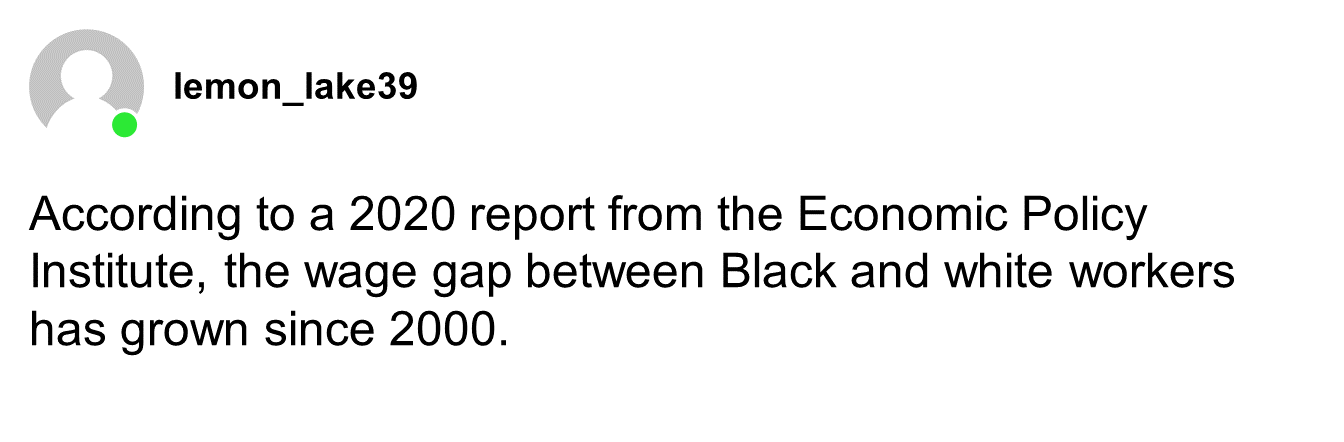 lemon_lake39
According to a 2020 report from the Economic Policy
Institute, the wage gap between Black and white workers
has grown since 2000.